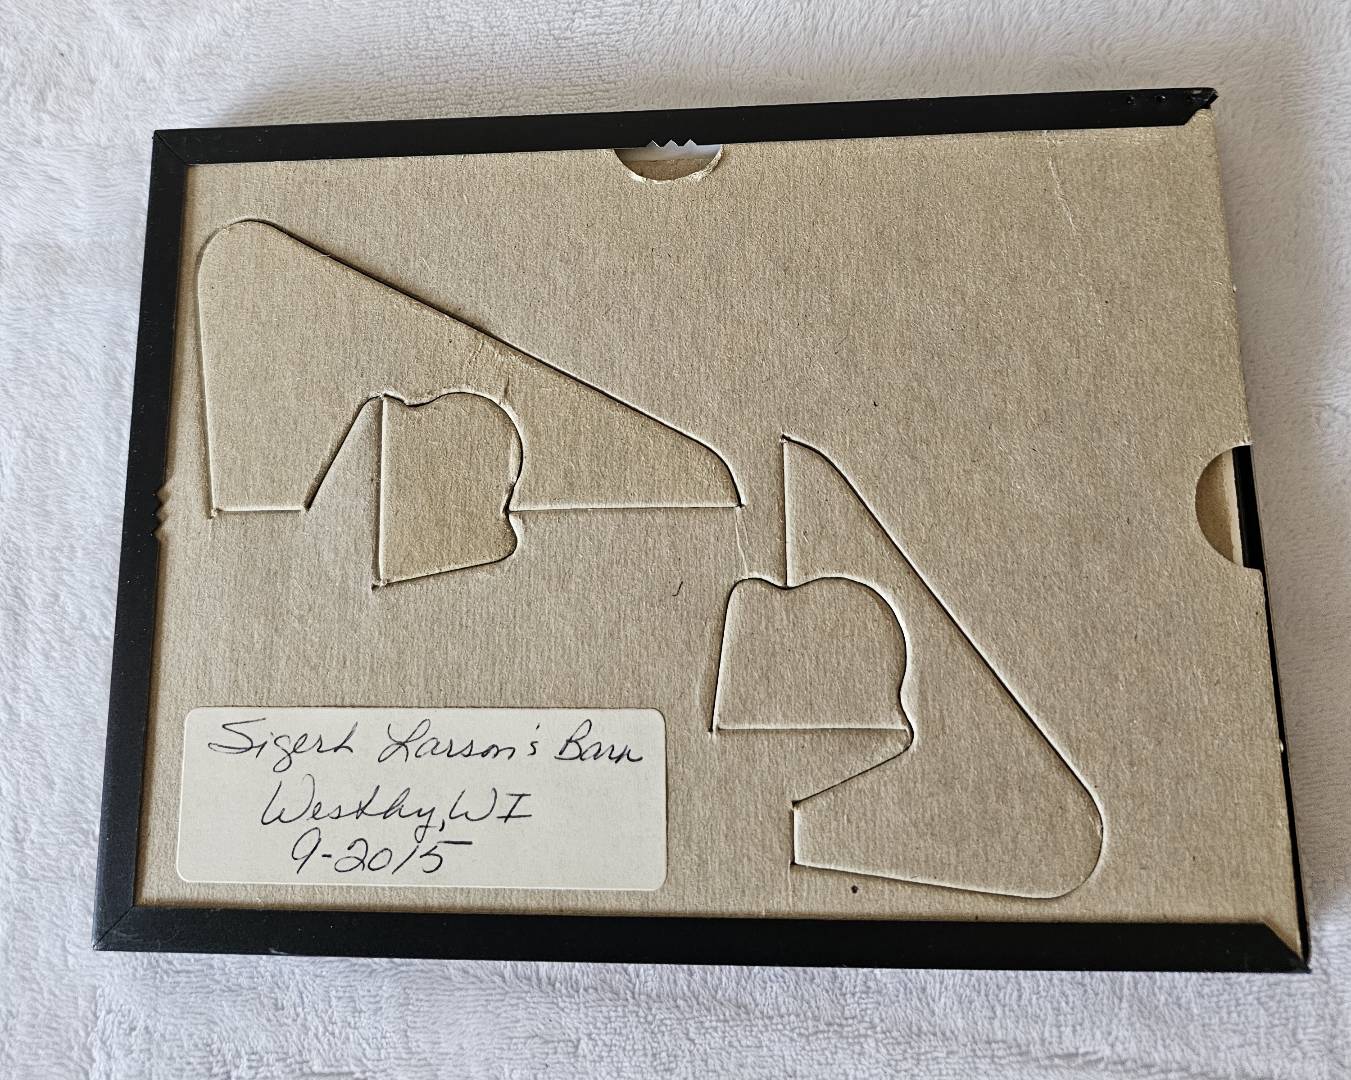 Sigert Larson's Barn
Westby, WI
9-2015